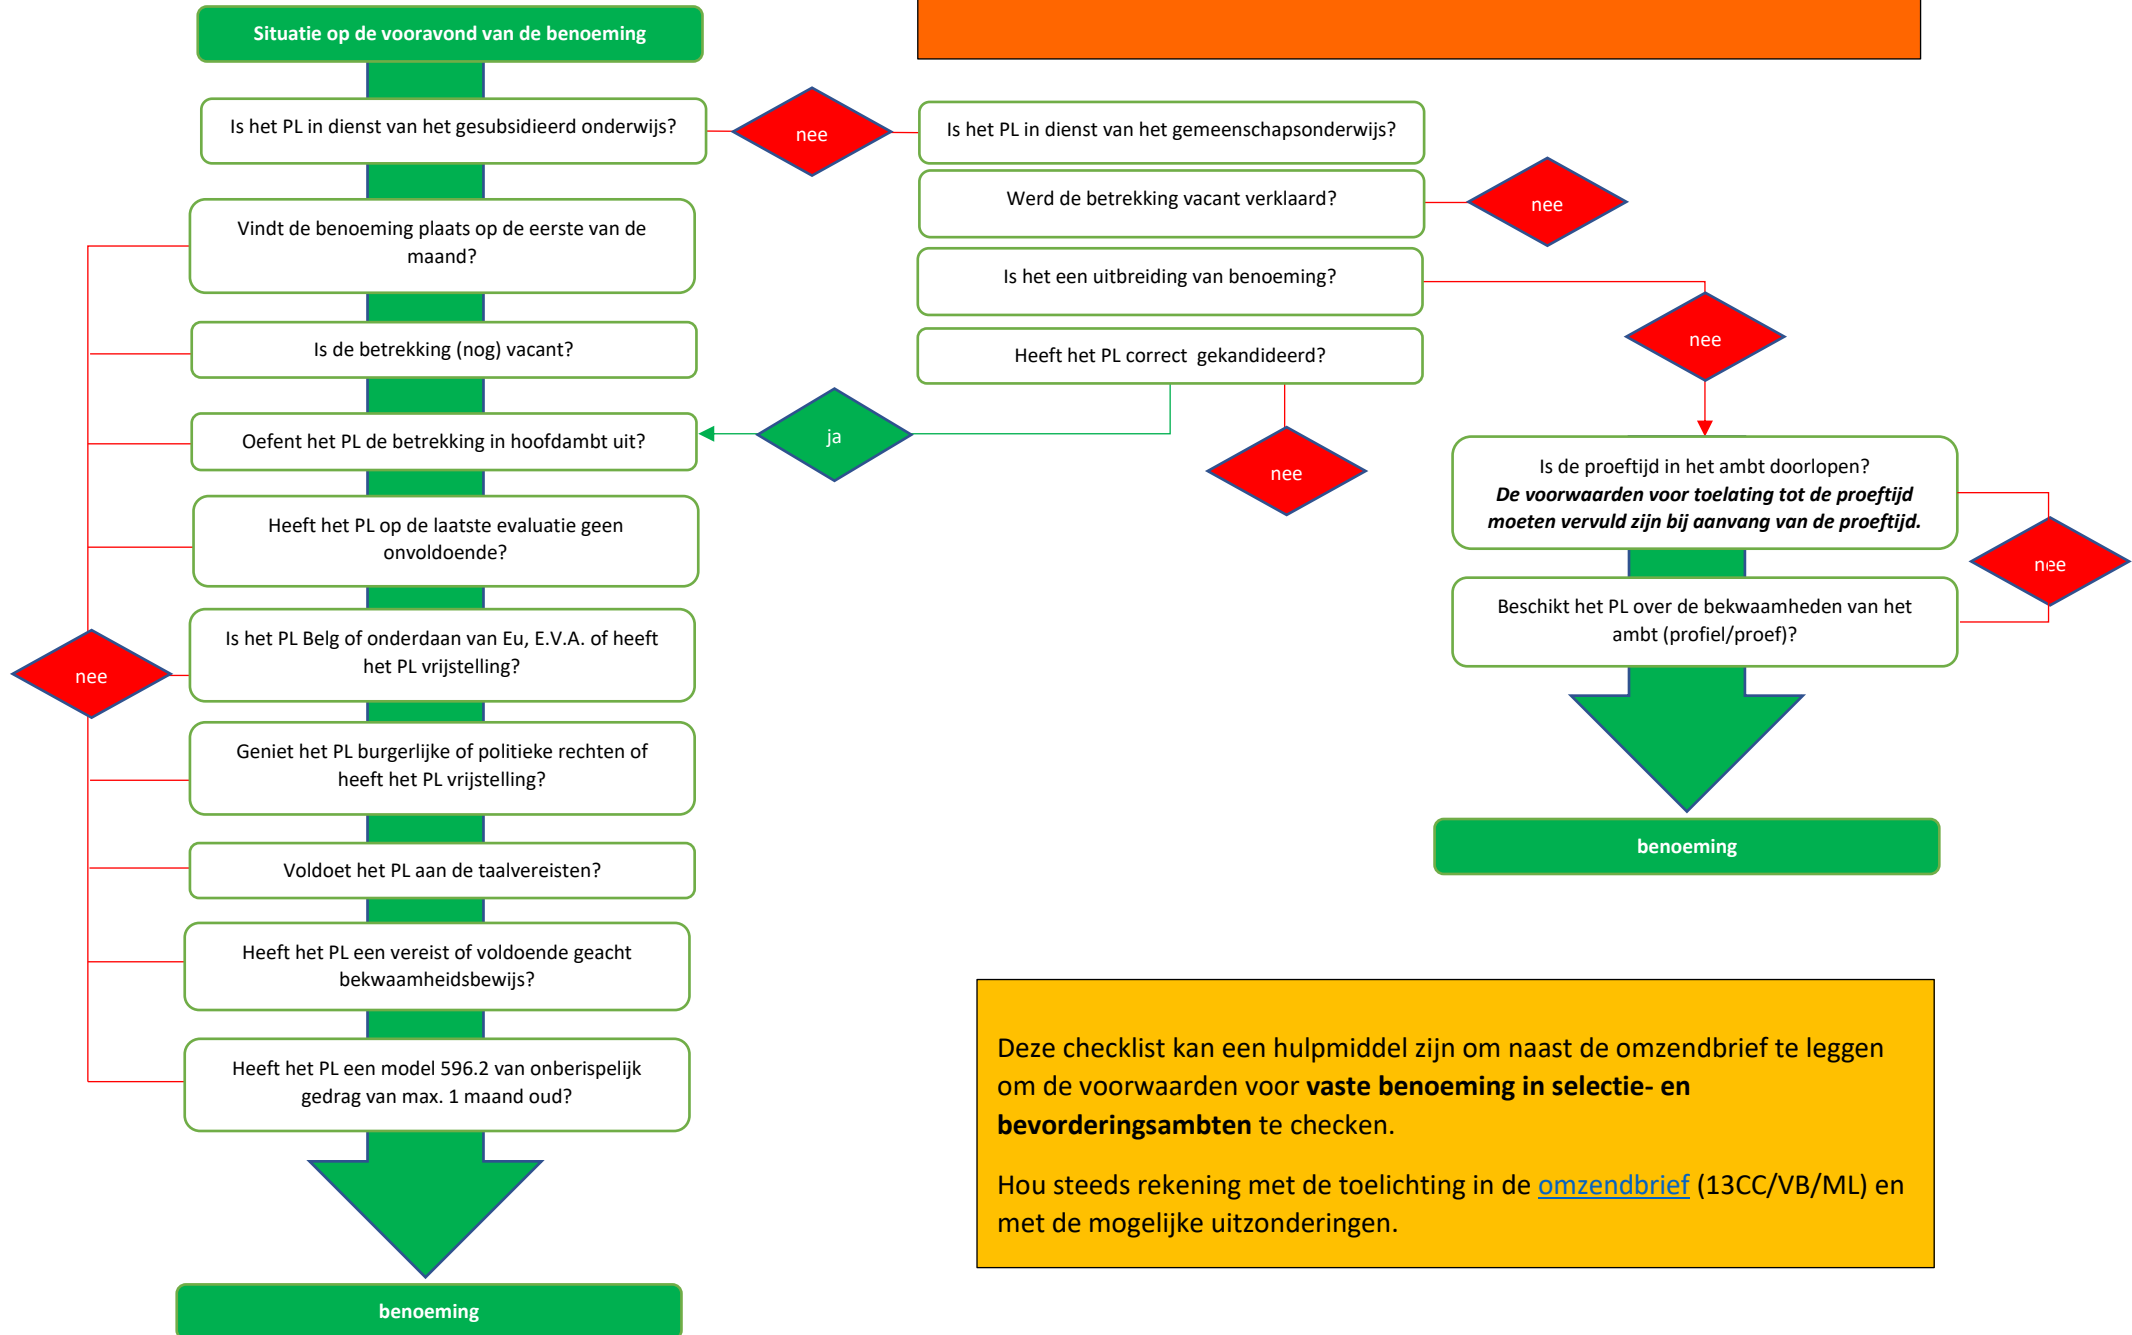 Situatie op de vooravond van de benoeming
Is het PL in dienst van het gesubsidieerd onderwijs?
nee
Is het PL in dienst van het gemeenschapsonderwijs?
Werd de betrekking vacant verklaard?
nee
Vindt de benoeming plaats op de eerste van de
maand?
Is het een uitbreiding van benoeming?
nee
Is de betrekking (nog) vacant?
Heeft het PL correct gekandideerd?
Oefent het PL de betrekking in hoofdambt uit?
ja
nee
Is de proeftijd in het ambt doorlopen?
De voorwaarden voor toelating tot de proeftijd
moeten vervuld zijn bij aanvang van de proeftijd.
Heeft het PL op de laatste evaluatie geen
onvoldoende?
nee
Beschikt het PL over de bekwaamheden van het
ambt (profiel/proef)?
Is het PL Belg of onderdaan van Eu, E.V.A. of heeft
het PL vrijstelling?
nee
Geniet het PL burgerlijke of politieke rechten of
heeft het PL vrijstelling?
benoeming
Voldoet het PL aan de taalvereisten?
Heeft het PL een vereist of voldoende geacht
bekwaamheidsbewijs?
Heeft het PL een model 596.2 van onberispelijk
gedrag van max. 1 maand oud?
Deze checklist kan een hulpmiddel zijn om naast de omzendbrief te leggen
om de voorwaarden voor vaste benoeming in selectie- en
bevorderingsambten te checken.
Hou steeds rekening met de toelichting in de omzendbrief (13CC/VB/ML) en
met de mogelijke uitzonderingen.
benoeming